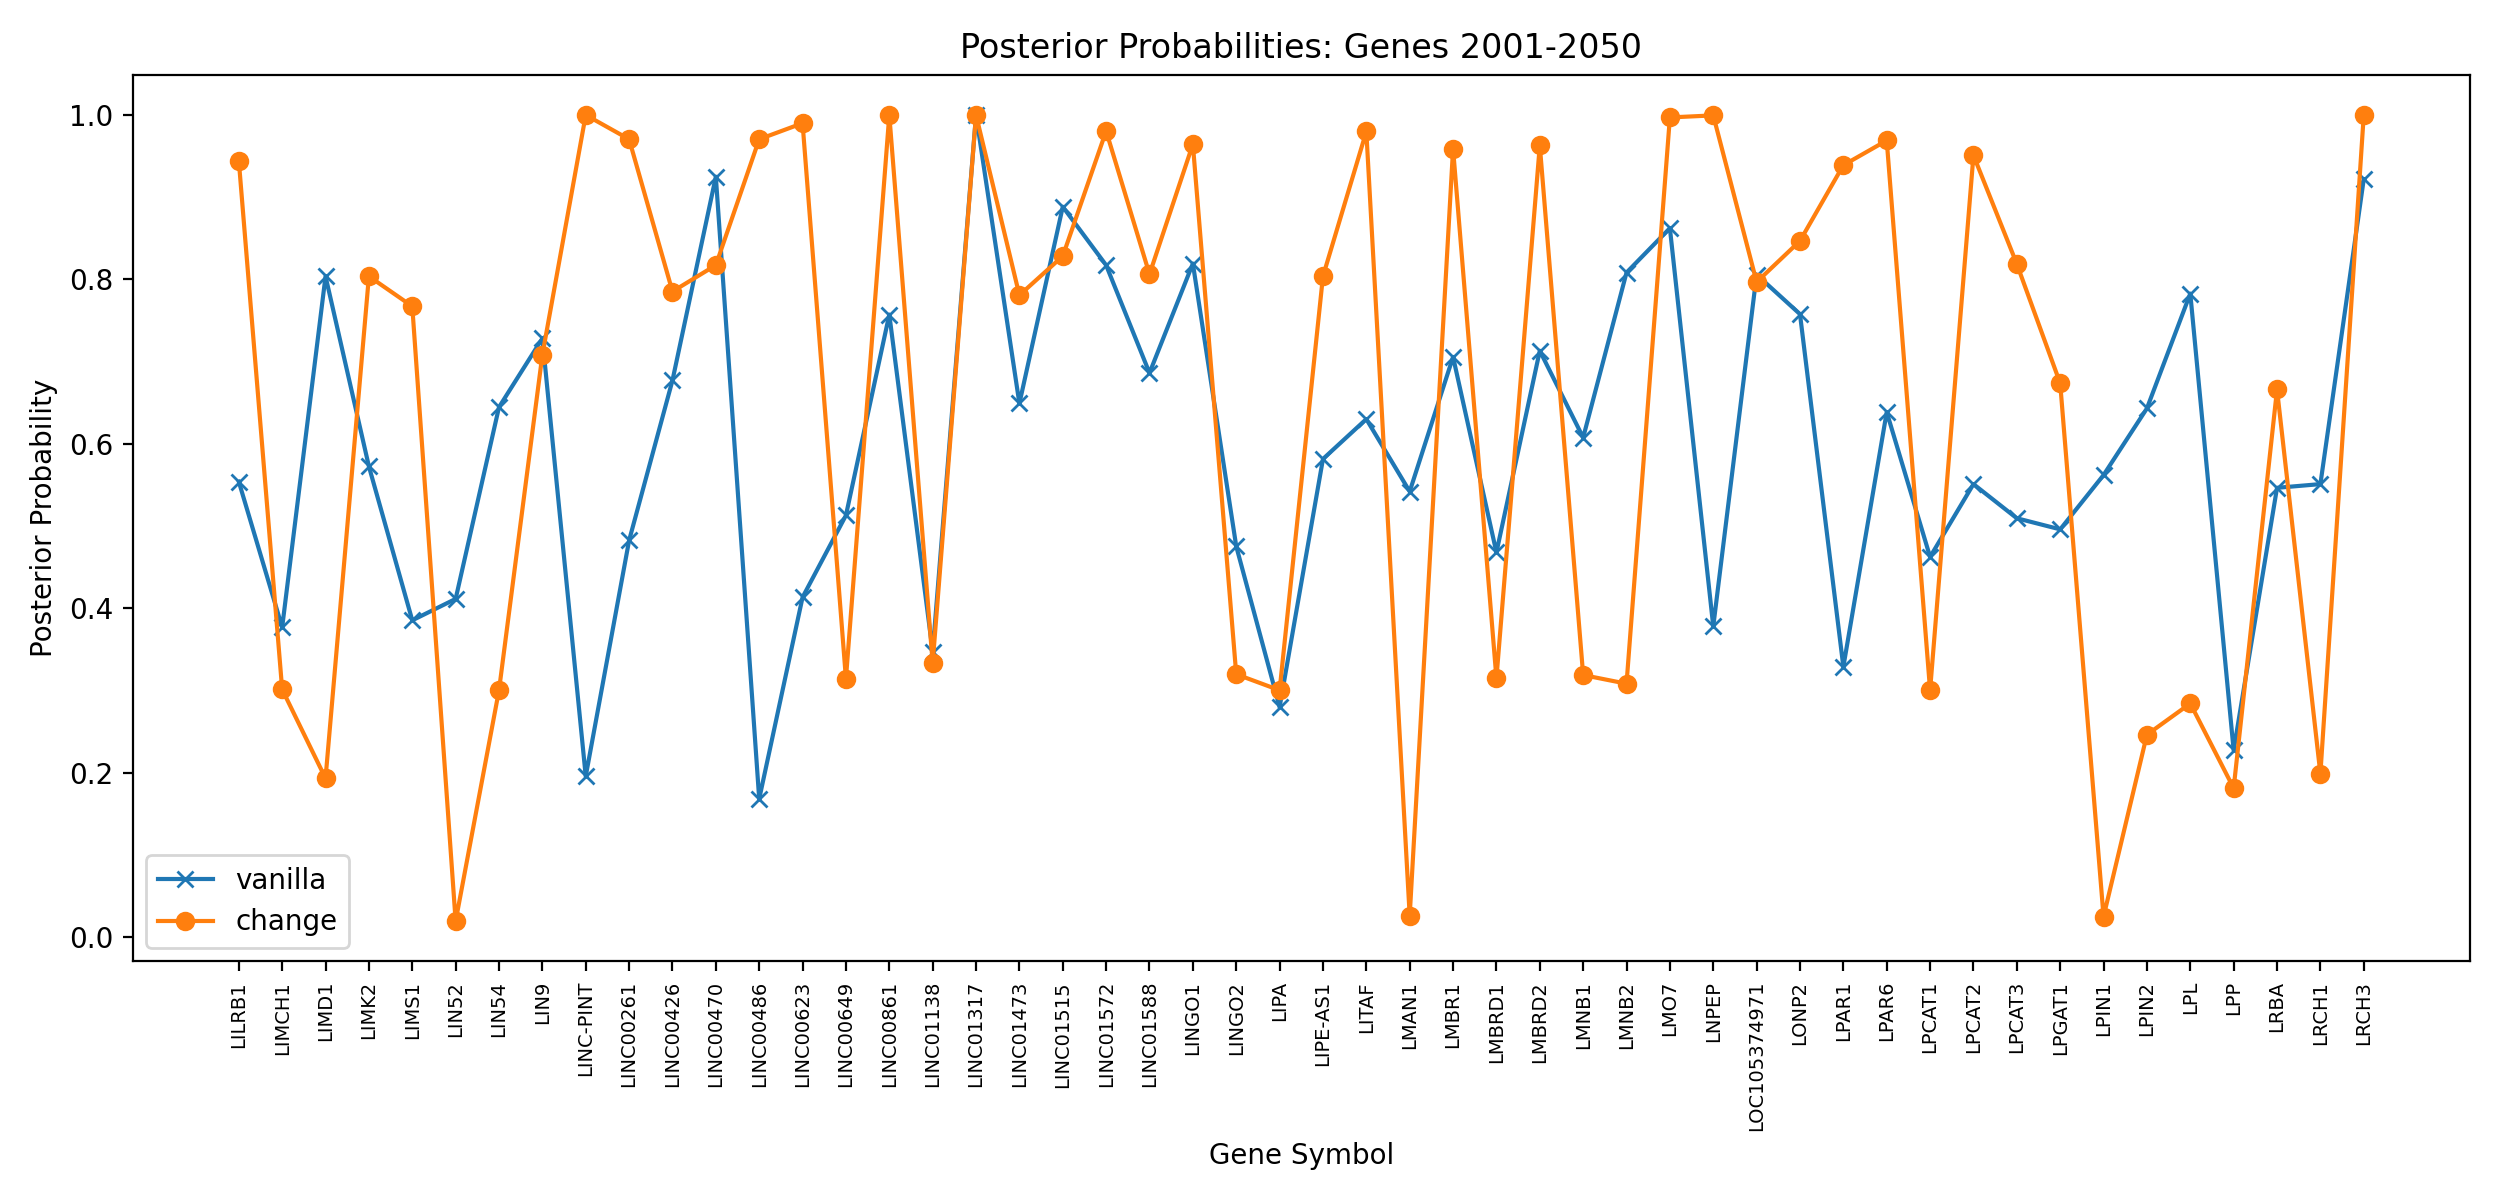 Posterior Probabilities: Genes 2001-2050
Posterior Probability
1.0
0.8
0.6
0.4
0.2
0.0
vanilla
change
LILRB1
LIMCH1
LIMD1
LIMK2
LIMS1
LIN52
LIN54
LIN9
LINC-PINT
LINC00261
LINC00426
LINC00470
LINC00486
LINC00623
LINC00649
LINC00861
LINC01138
LINC01317
LINC01473
LINC01515
LINC01572
LINC01588
LINGO1
LINGO2
LIPA
LIPE-AS1
LITAF
LMAN1
LMBR1
LMBRD1
LMBRD2
LMNB1
LMNB2
LMO7
LNPEP
LOC105374971
LONP2
LPAR1
LPAR6
LPCAT1
LPCAT2
LPCAT3
LPGAT1
LPIN1
LPIN2
LPL
LPP
LRBA
LRCH1
LRCH3
Gene Symbol